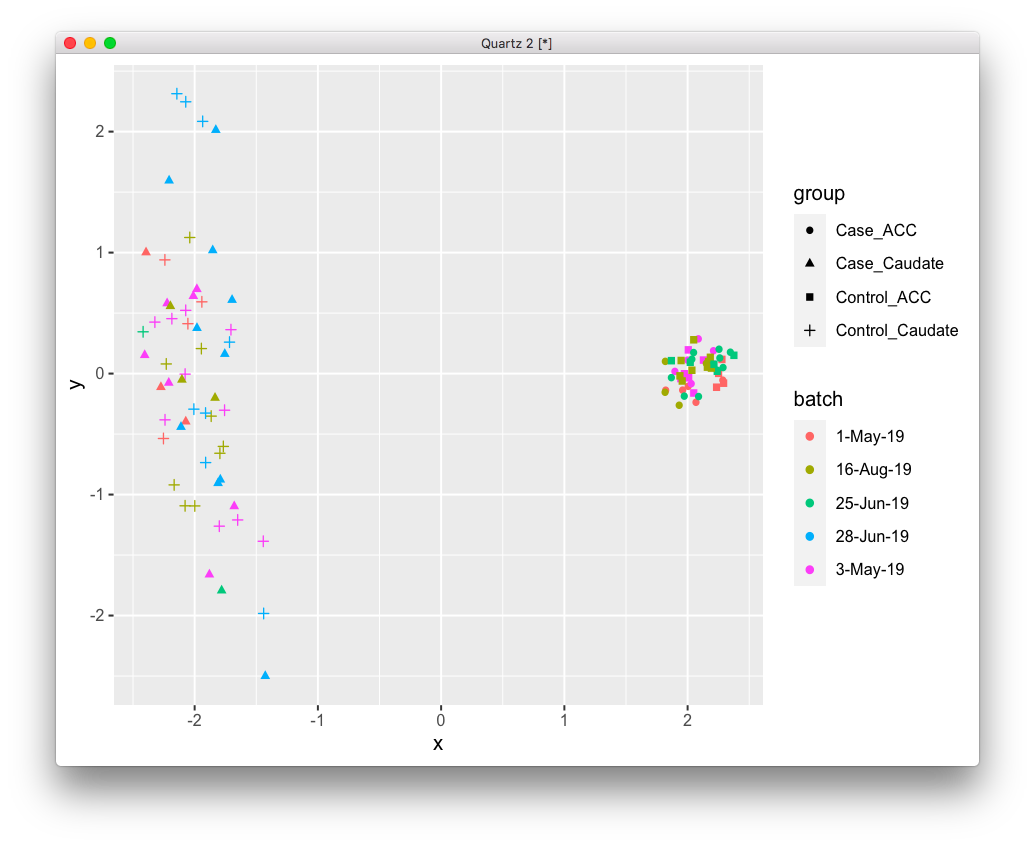 Quartz 2 [*]
2
1
0
-1
-2
y
-2
-1
0
1
2
x
group
Case_ACC
Case_Caudate
Control_ACC
Control_Caudate
batch
1-May-19
16-Aug-19
25-Jun-19
28-Jun-19
3-May-19